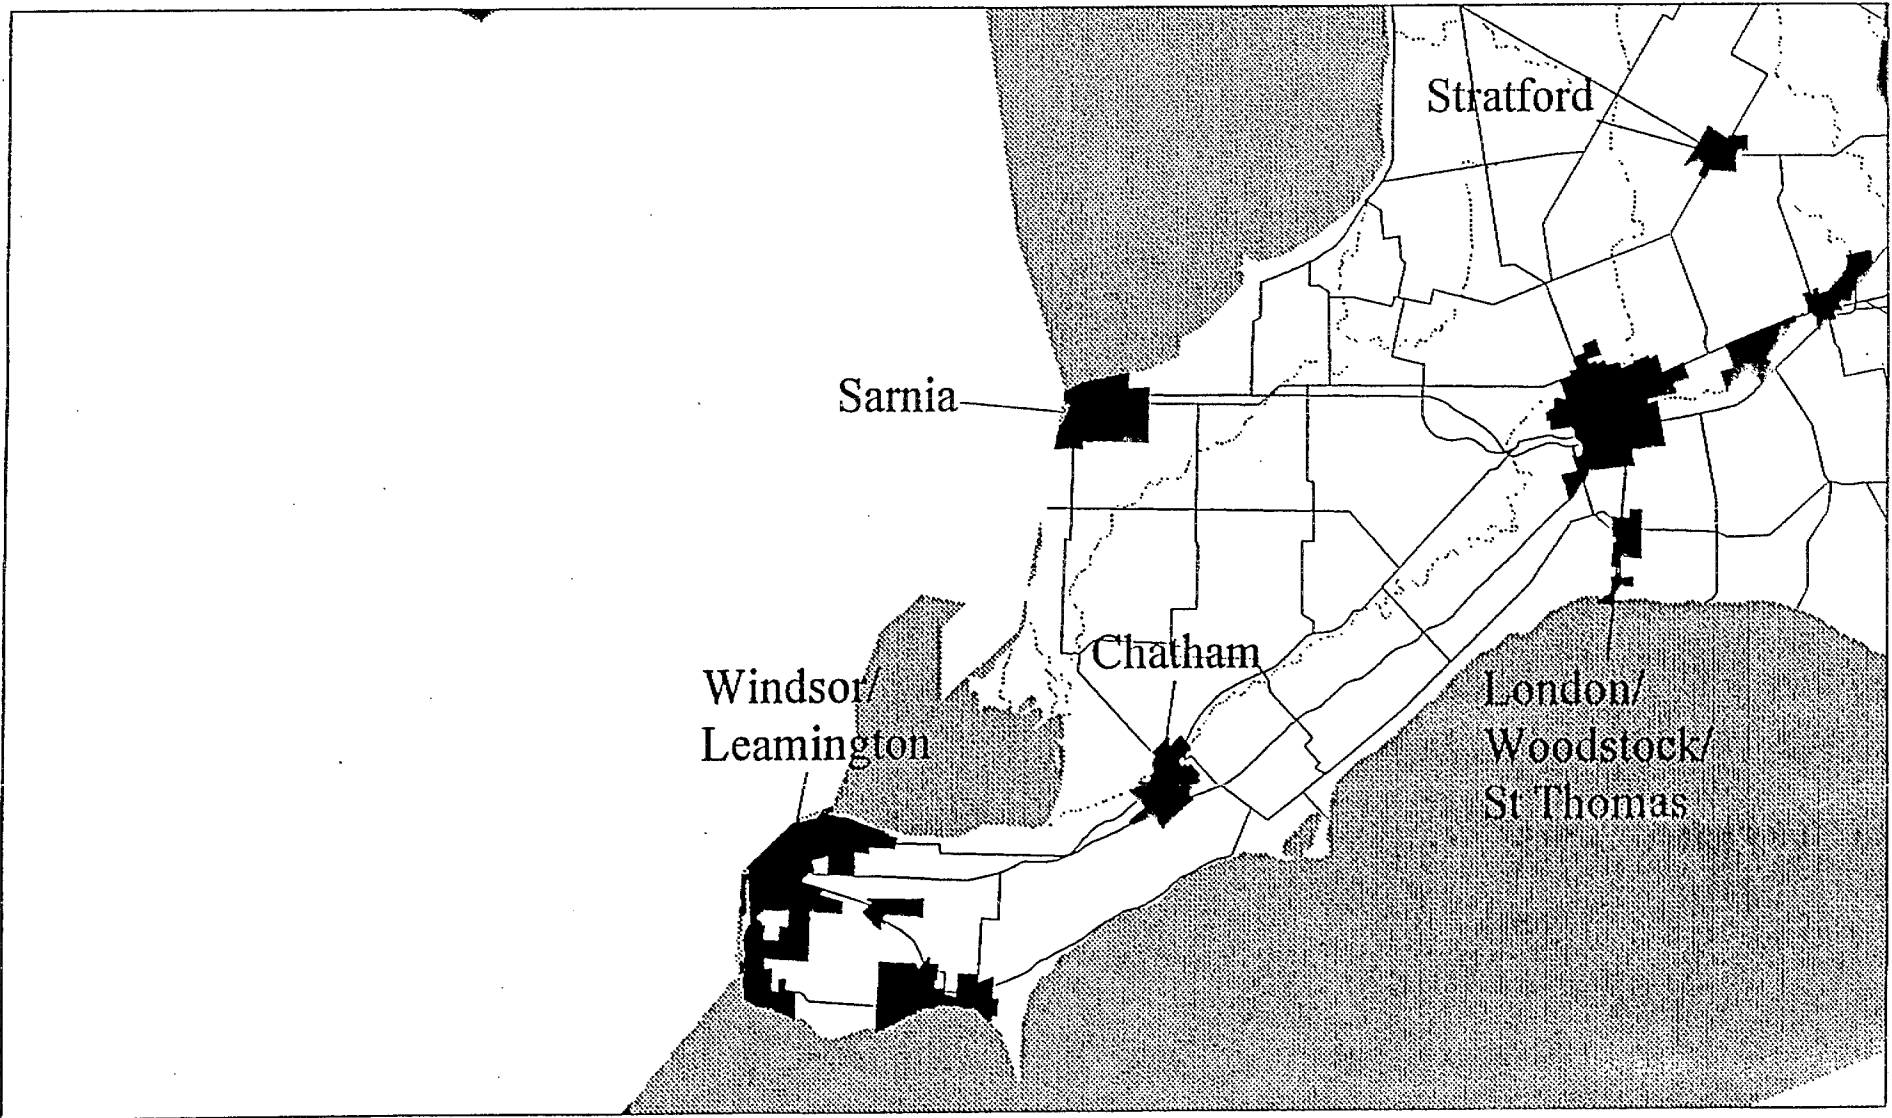 Stratford
Sarnia
Chatham
Windsor/
Leamington
London/
Woodstock/
St Thomas